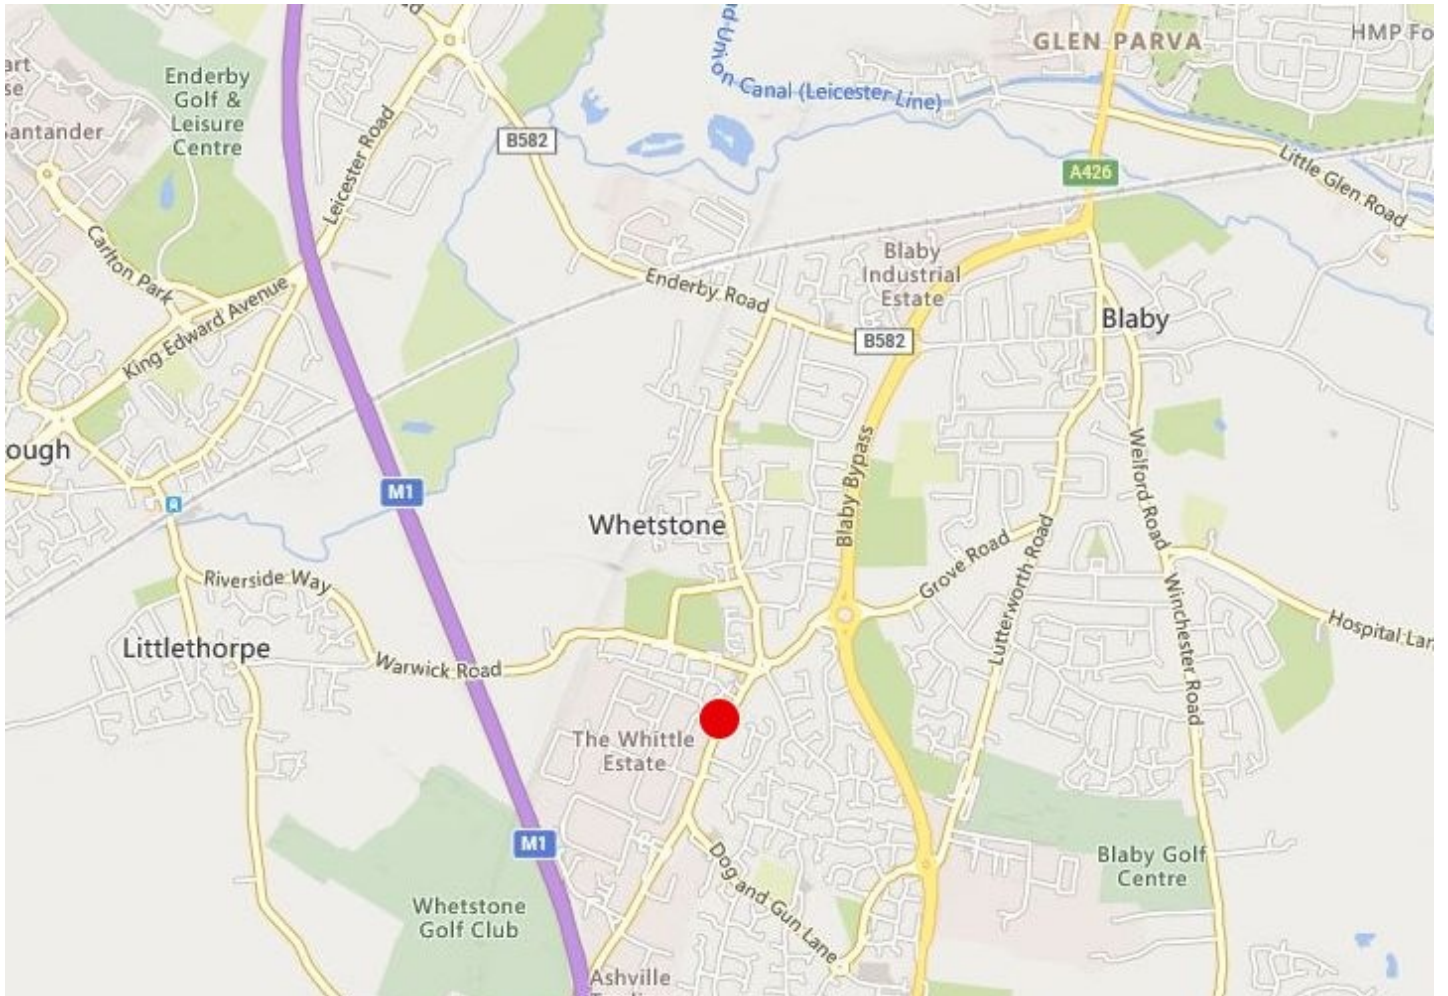 GLEN PARVA
HMP Fo
nd Union Canal (Leicester Line)
Enderby
Golf &
Leisure
Centre
art
se
Santander
Leicester Road
B582
A426
Little Glen Road
Carlton Park
King Edward Avenue
Enderby Road
Blaby
Industrial
Estate
B582
Blaby
ough
M1
Whetstone
Blaby Bypass
Welford Road
Grove Road
Lutterworth Road
Riverside Way
Littlethorpe
Warwick Road
Winchester Road
Hospital Lan
The Whittle
Estate
M1
Dog and Gun Lane
Blaby Golf
Centre
Whetstone
Golf Club
Ashville